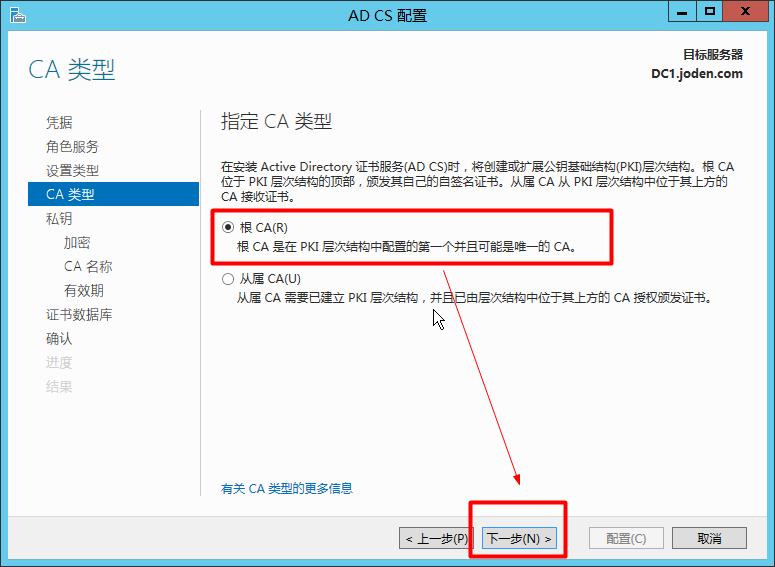 AD CS 配置
CA 类型
目标服务器
DC1.joden.com
凭据
角色服务
设置类型
CA 类型
私钥
加密
CA 名称
有效期
证书数据库
确认
进度
结果
指定 CA 类型
在安装 Active Directory 证书服务(AD CS)时，将创建或扩展公钥基础结构(PKI)层次结构。根 CA
位于 PKI 层次结构的顶部，颁发其自己的自签名证书。从属 CA 从 PKI 层次结构中位于其上方的
CA 接收证书。
根 CA(R)
根 CA 是在 PKI 层次结构中配置的第一个并且可能是唯一的 CA。
从属 CA(U)
从属 CA 需要已建立 PKI 层次结构，并且已由层次结构中位于其上方的 CA 授权颁发证书。
有关 CA 类型的更多信息
< 上一步(P)
下一步(N) >
配置(C)
取消